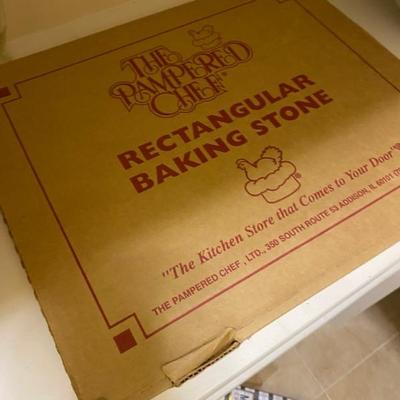 THE
PAMPERED
CHEF®
RECTANGULAR
BAKING STONE
®
"The Kitchen Store that Comes to Your Door"®
THE PAMPERED CHEF, LTD., 350 SOUTH ROUTE 53 ADDISON, IL 60101